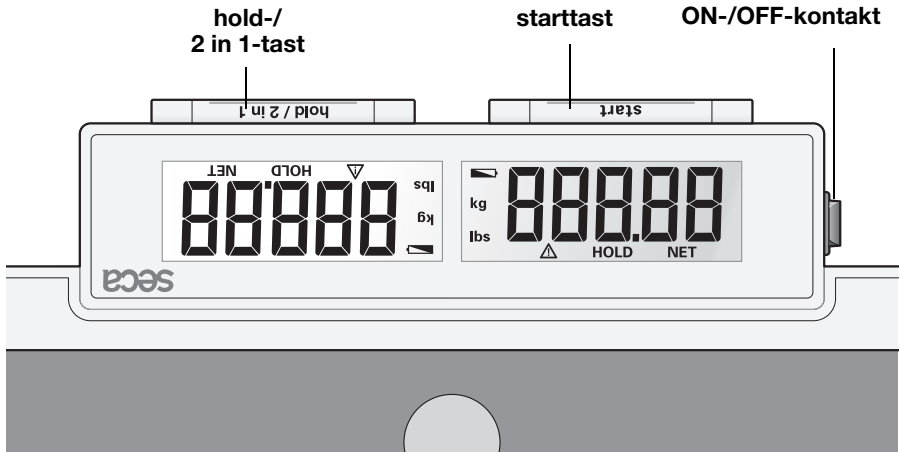 hold-/
2 in 1-tast
starttast
ON-/OFF-kontakt
hold / 2 in 1
start
NET HOLD
88.888
lbs
kg
kg
lbs
888.88
HOLD NET
seca